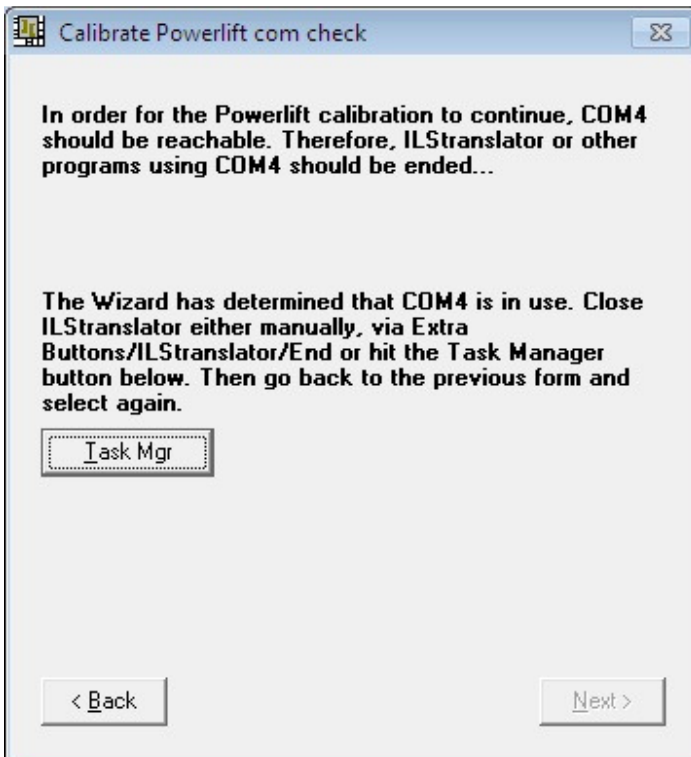 Calibrate Powerlift com check
In order for the Powerlift calibration to continue, COM4
should be reachable. Therefore, ILStranslator or other
programs using COM4 should be ended...
The Wizard has determined that COM4 is in use. Close
ILStranslator either manually, via Extra
Buttons/ILStranslator/End or hit the Task Manager
button below. Then go back to the previous form and
select again.
Task Mgr
< Back
Next >